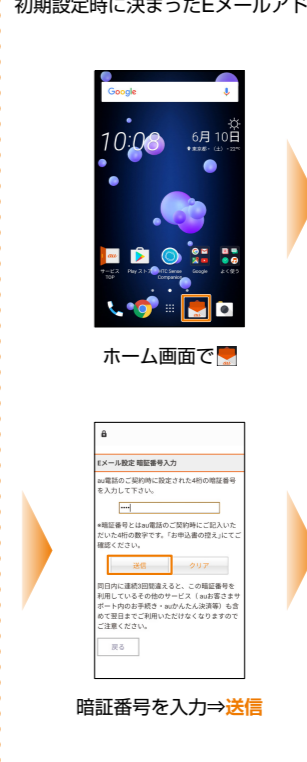 初期設定時に決まったEメールアド
Google
10:08
6月 10日
東京都 - (土) - 22°
サービス TOP
Play ストア
HTC Sense Companion
Google
よく使う
ホーム画面で
Eメール設定 暗証番号入力
au電話のご契約時に設定された4桁の暗証番号
を入力して下さい。
••••
*暗証番号とはau電話のご契約時にご記入いた
だいた4桁の数字です。「お申込書の控え」にてご
確認ください。
送信 クリア
同日内に連続3回間違えると、この暗証番号を
利用しているその他のサービス（auお客さまサ
ポート内のお手続き・auかんたん決済等）も含
めて翌日までご利用いただけなくなりますので
ご注意ください。
戻る
暗証番号を入力⇒送信